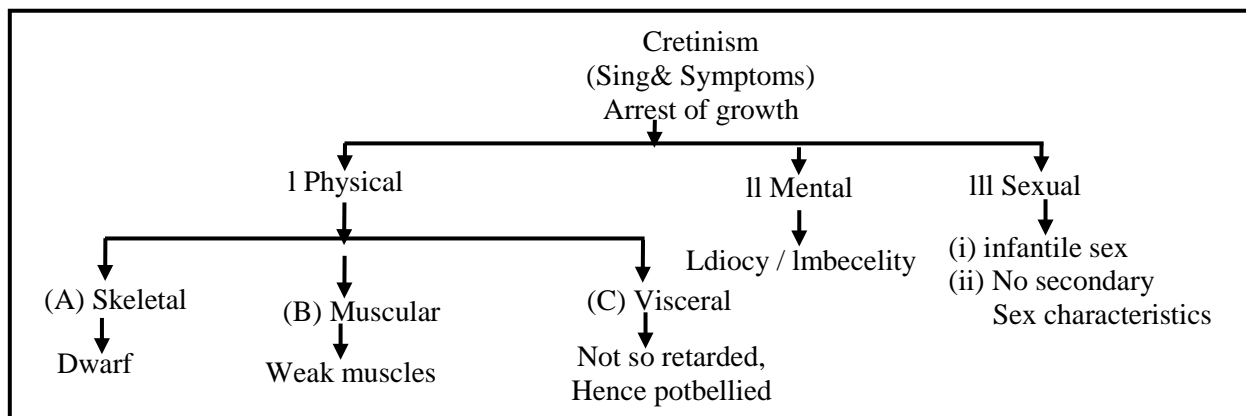 Cretinism
(Sing& Symptoms)
Arrest of growth
l Physical
ll Mental
lll Sexual
Ldiocy / lmbecelity
(i) infantile sex
(ii) No secondary
Sex characteristics
(A) Skeletal
(B) Muscular
(C) Visceral
Dwarf
Weak muscles
Not so retarded,
Hence potbellied